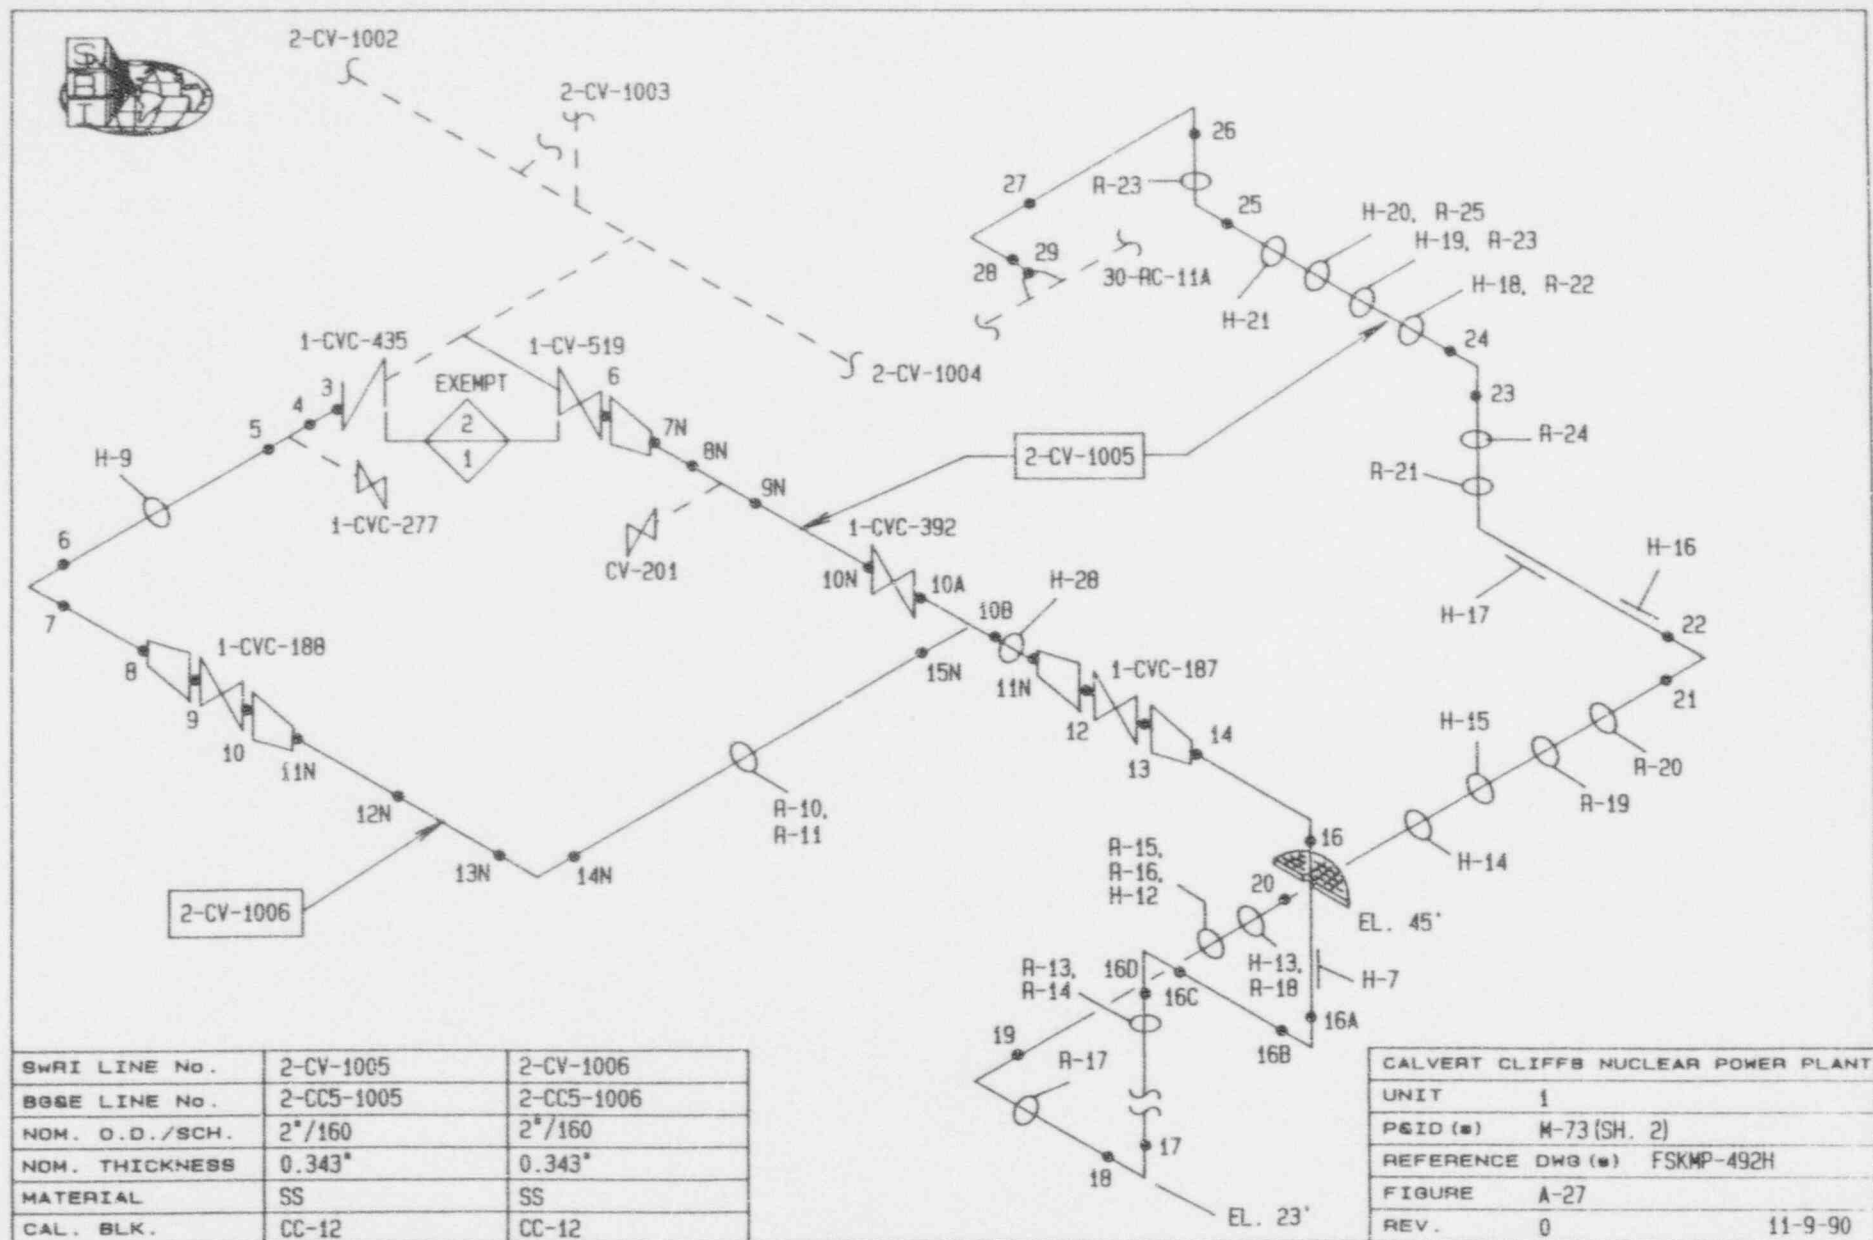 S
R
I
2-CV-1002
2-CV-1003
2-CV-1004
1-CVC-435
EXEMPT
2
1
1-CV-519
6
7N
8N
9N
3
4
5
H-9
1-CVC-277
CV-201
6
7
8
1-CVC-188
9
10
11N
12N
13N
14N
2-CV-1006
R-10,
R-11
15N
1-CVC-392
10N
10A
10B
H-28
11N
1-CVC-187
12
13
14
2-CV-1005
26
27
R-23
25
28
29
30-RC-11A
H-20, R-25
H-19, R-23
H-18, R-22
H-21
24
23
R-24
R-21
H-16
H-17
22
21
H-15
R-20
R-19
H-14
16
EL. 45'
R-15,
R-16,
H-12
20
H-13,
R-18
H-7
R-13,
R-14
16D
16C
16A
16B
19
R-17
17
18
EL. 23'
SWRI LINE No. 2-CV-1005 2-CV-1006
BG&E LINE No. 2-CC5-1005 2-CC5-1006
NOM. O.D./SCH. 2"/160 2"/160
NOM. THICKNESS 0.343" 0.343"
MATERIAL SS SS
CAL. BLK. CC-12 CC-12
CALVERT CLIFFS NUCLEAR POWER PLANT
UNIT 1
P&ID(s) M-73(SH. 2)
REFERENCE DWG(s) FSKMP-492H
FIGURE A-27
REV. 0 11-9-90